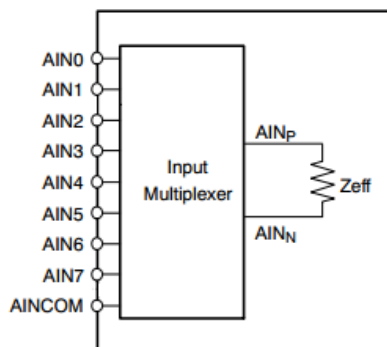 AIN0
AIN1
AIN2
AIN3
AIN4
AIN5
AIN6
AIN7
AINCOM
Input
Multiplexer
AINP
Zeff
AINN